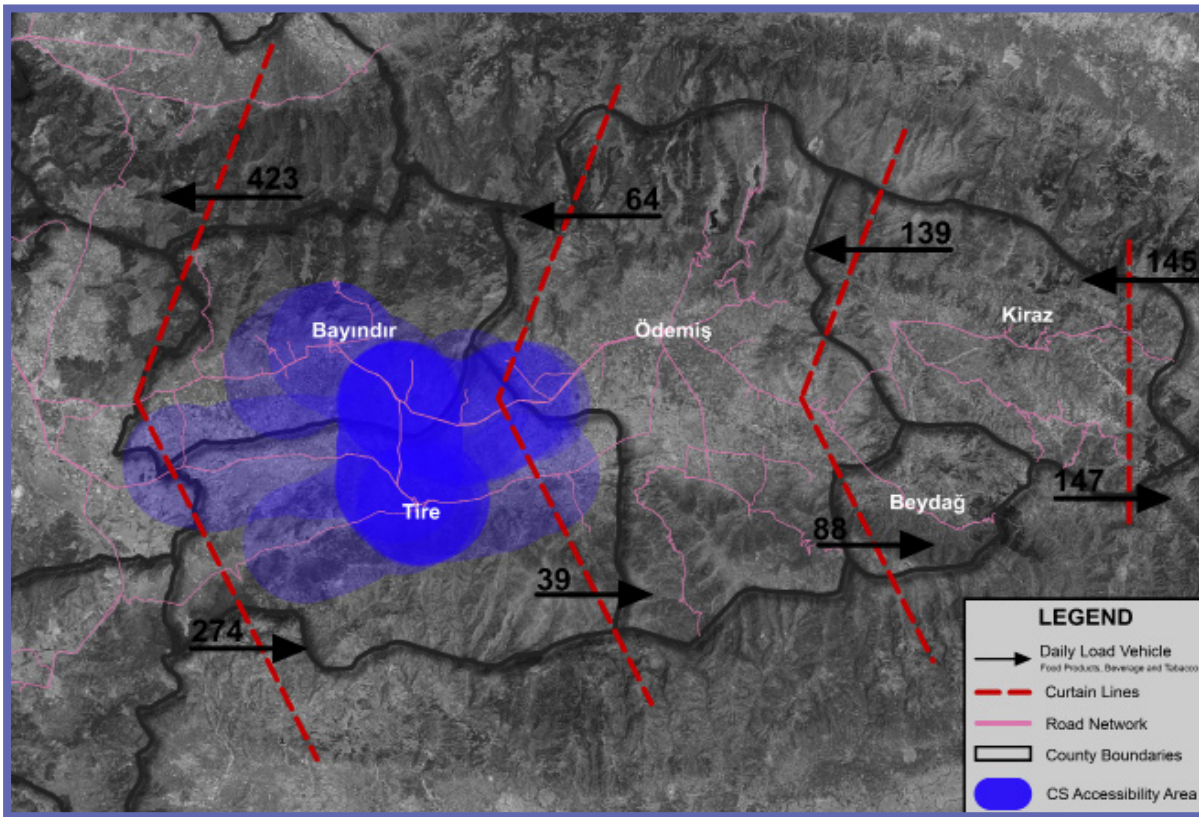 423
64
139
145
Bayındır
Ödemiş
Kiraz
147
Beydağ
Tire
88
39
274
LEGEND
Daily Load Vehicle
Food Products, Beverage and Tabacco
Curtain Lines
Road Network
County Boundaries
CS Accessibility Area